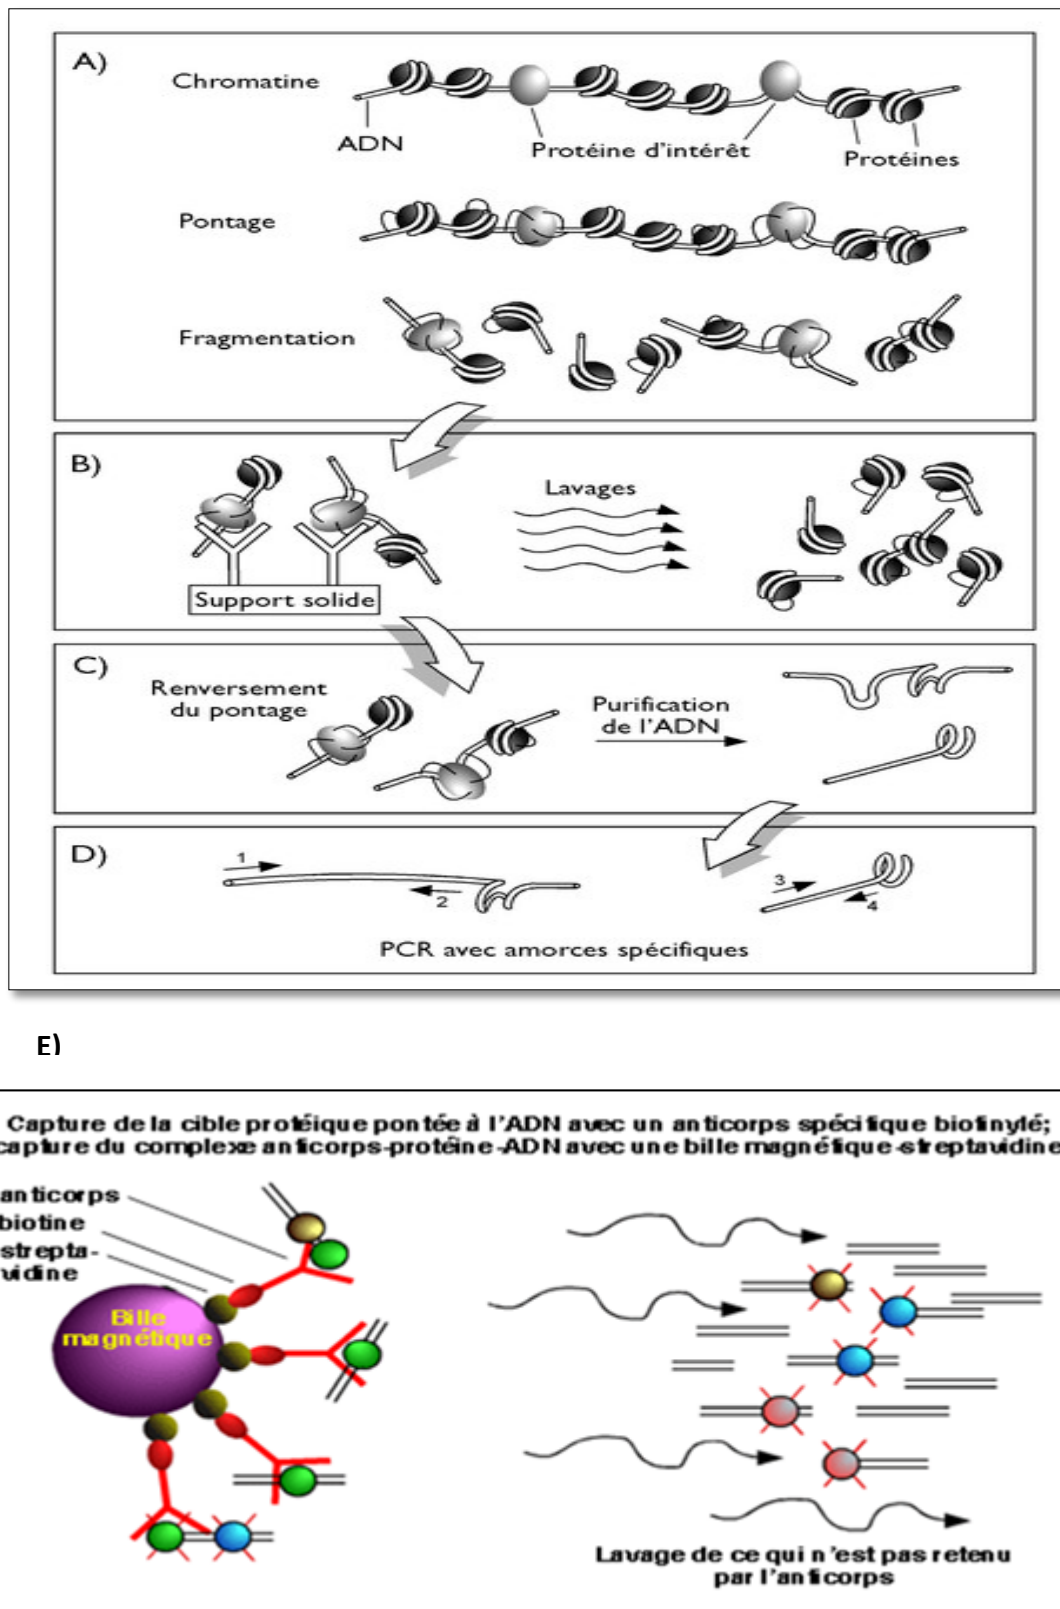 A)
Chromatine
ADN
Protéine d'intérêt
Protéines
Pontage
Fragmentation
B)
Lavages
Support solide
C)
Renversement
du pontage
Purification
de l'ADN
D)
1
2
3
4
PCR avec amorces spécifiques
E)
Capture de la cible protéique pontée à l'ADN avec un anticorps spécifique biotinylé;
capture du complexe anticorps-protéine-ADN avec une bille magnétique-streptavidine
anticorps
biotine
strepta-
vidine
Bille
magnétique
Lavage de ce qui n'est pas retenu
par l'anticorps